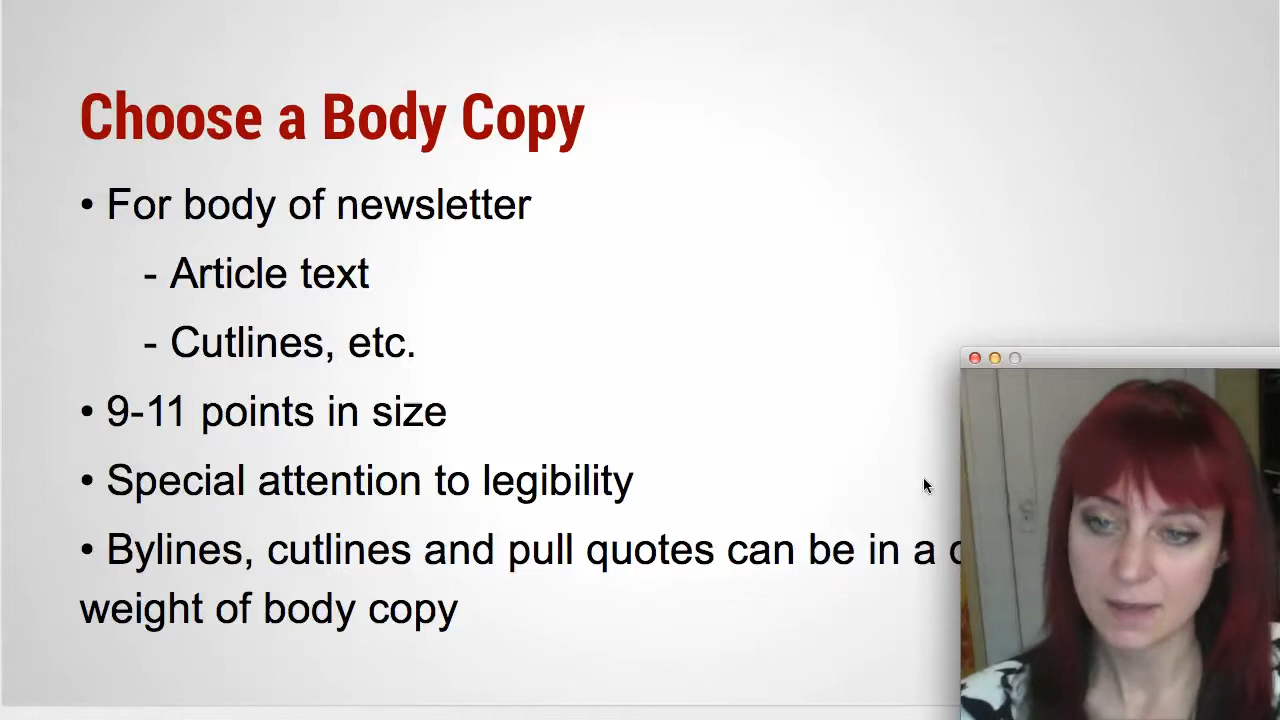 Choose a Body Copy
• For body of newsletter
- Article text
- Cutlines, etc.
• 9-11 points in size
• Special attention to legibility
• Bylines, cutlines and pull quotes can be in a
weight of body copy